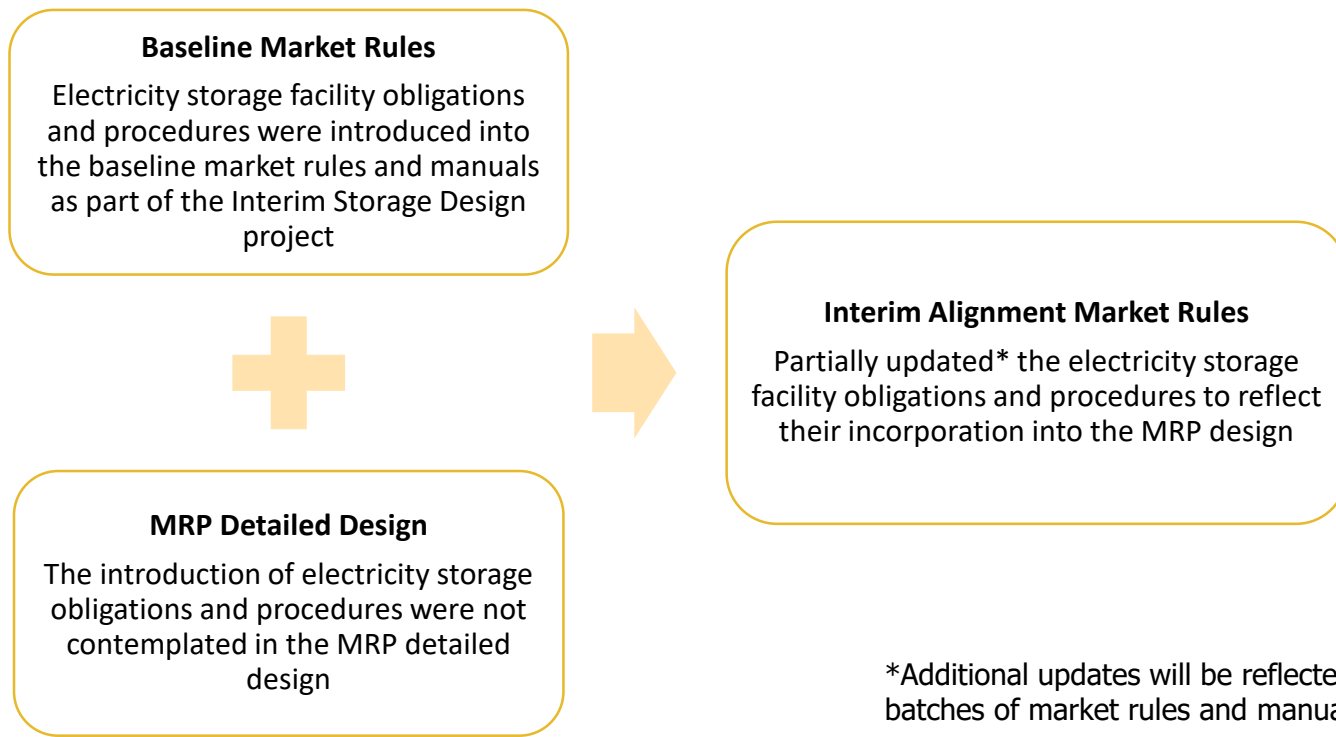 Baseline Market Rules
Electricity storage facility obligations
and procedures were introduced into
the baseline market rules and manuals
as part of the Interim Storage Design
project
MRP Detailed Design
The introduction of electricity storage
obligations and procedures were not
contemplated in the MRP detailed
design
Interim Alignment Market Rules
Partially updated* the electricity storage
facility obligations and procedures to reflect
their incorporation into the MRP design
*Additional updates will be
batches of market rules and